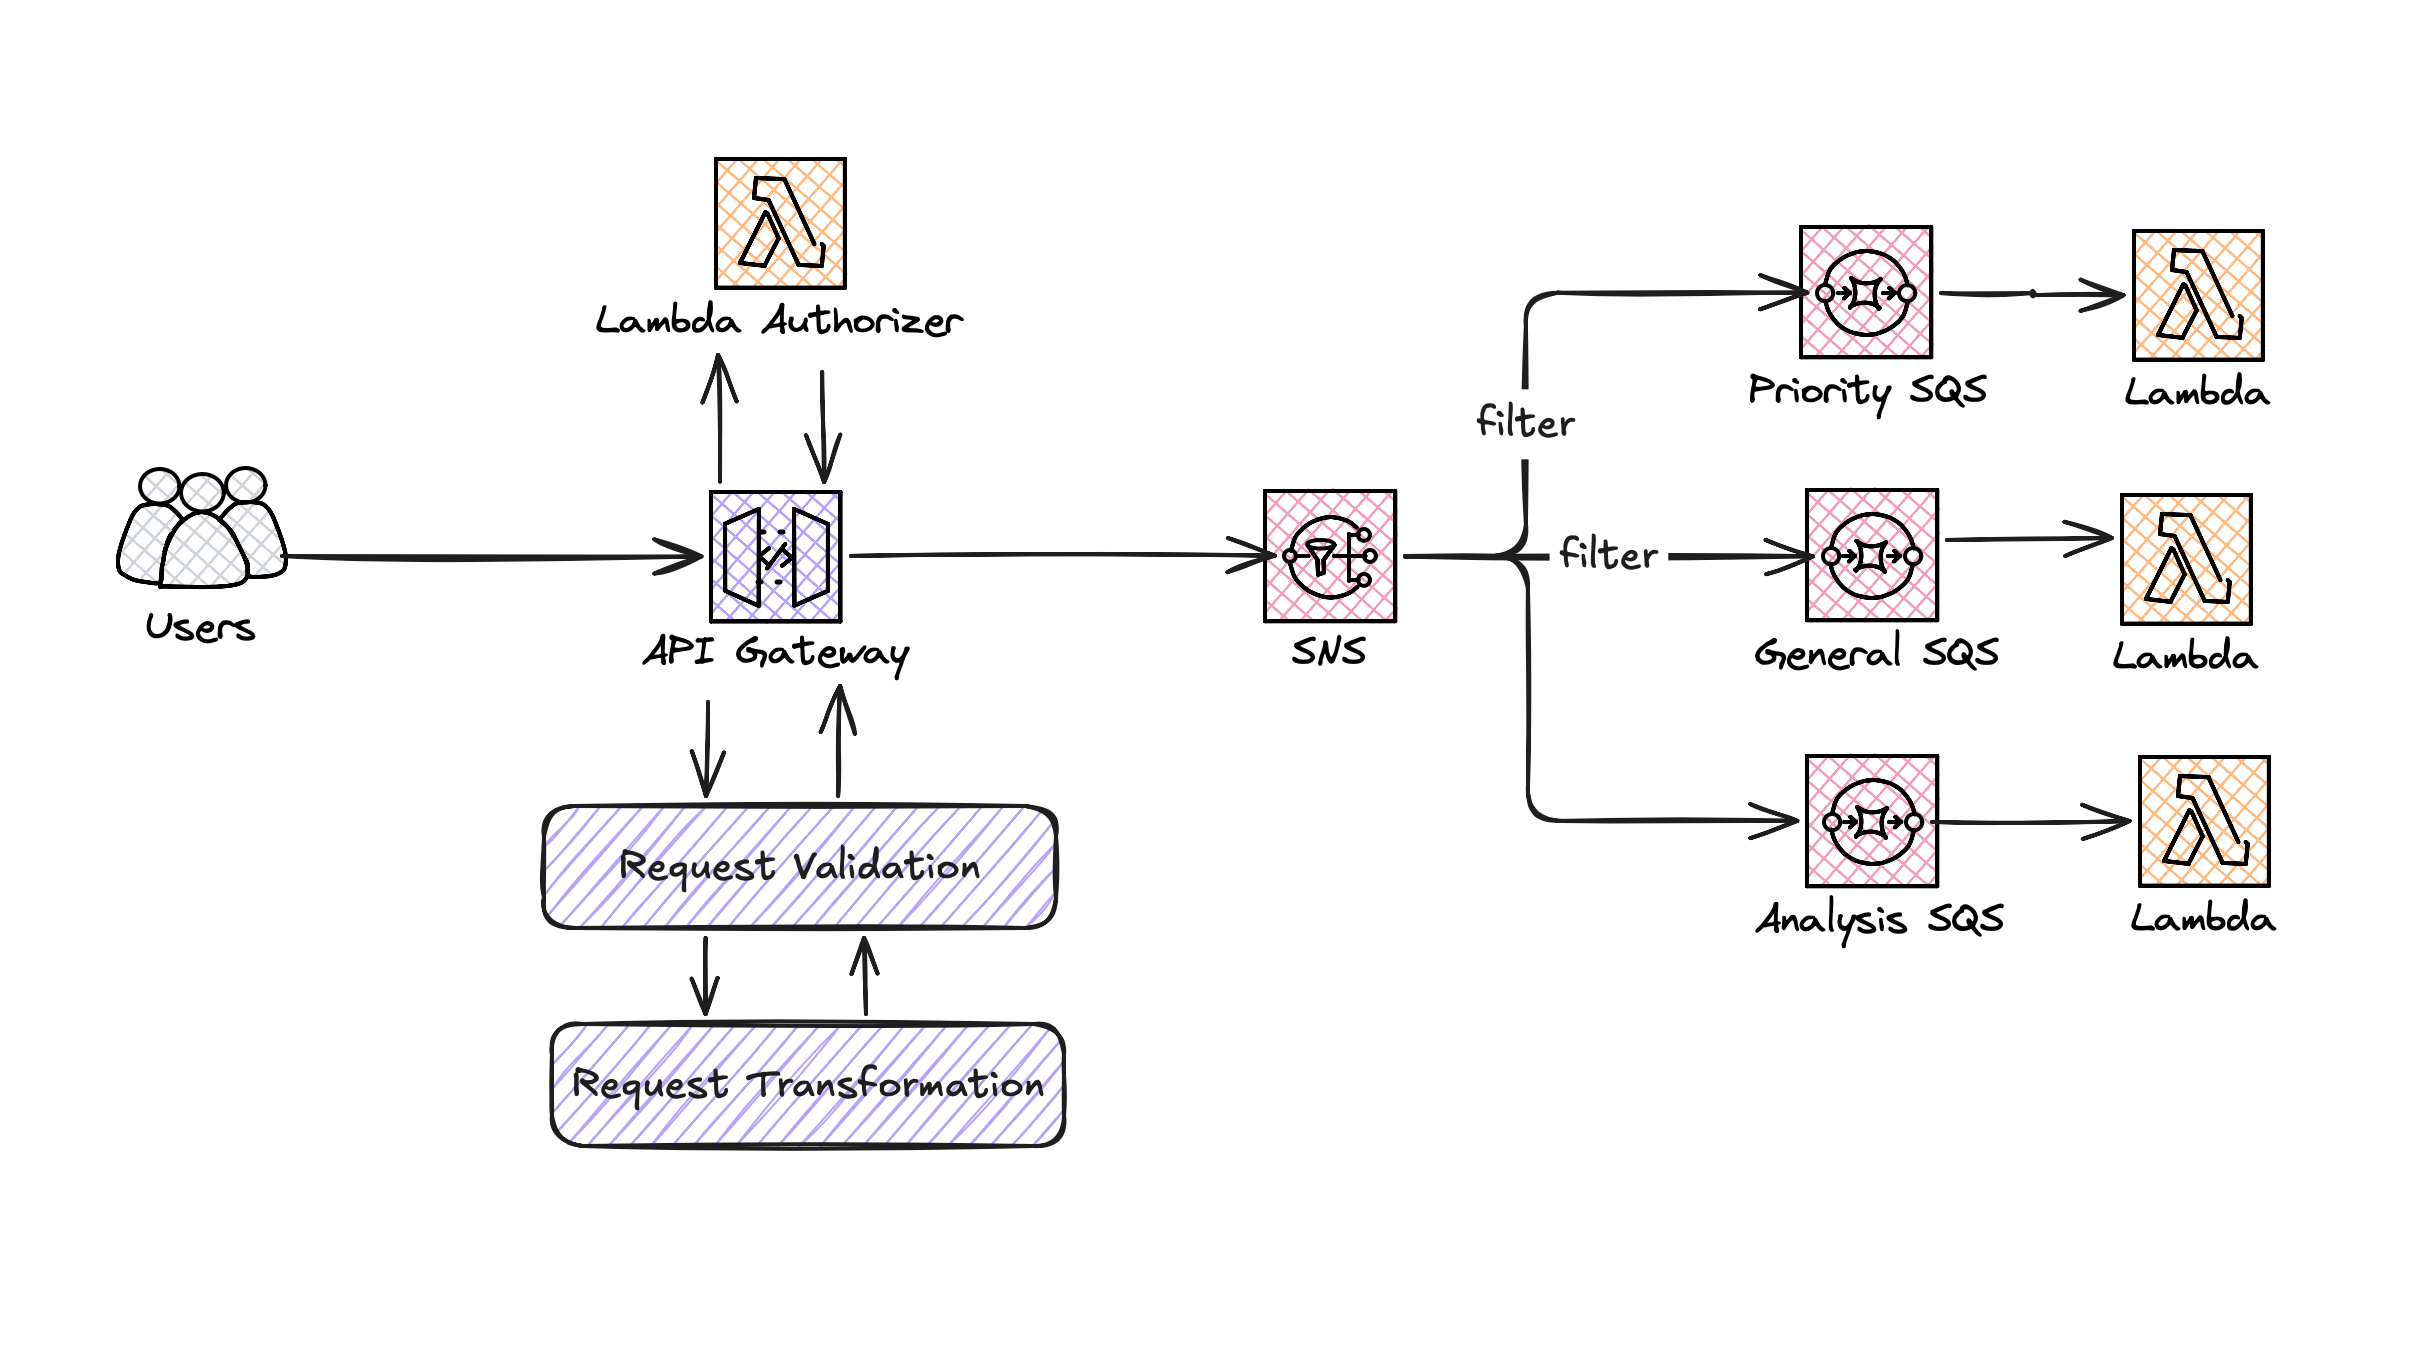 Lambda Authorizer
Users
API Gateway
Request Validation
Request Transformation
SNS
filter
filter
Priority SQS
Lambda
General SQS
Lambda
Analysis SQS
Lambda